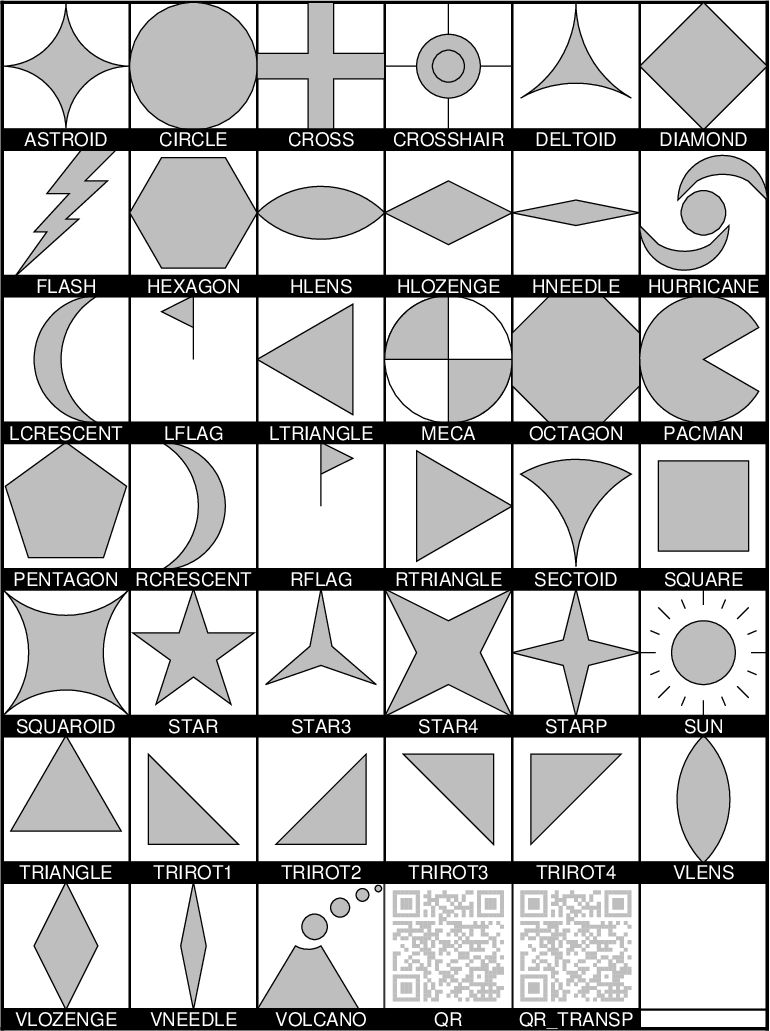 ASTROID CIRCLE CROSS CROSSHAIR DELTOID DIAMOND
FLASH HEXAGON HLENS HLOZENGE HNEEDLE HURRICANE
LCRESCENT LFLAG LTRIANGLE MECA OCTAGON PACMAN
PENTAGON RCRESCENT RFLAG RTRIANGLE SECTOID SQUARE
SQUAROID STAR STAR3 STAR4 STARP SUN
TRIANGLE TRIROT1 TRIROT2 TRIROT3 TRIROT4 VLENS
VLOZENGE VNEEDLE VOLCANO QR QR_TRANSP